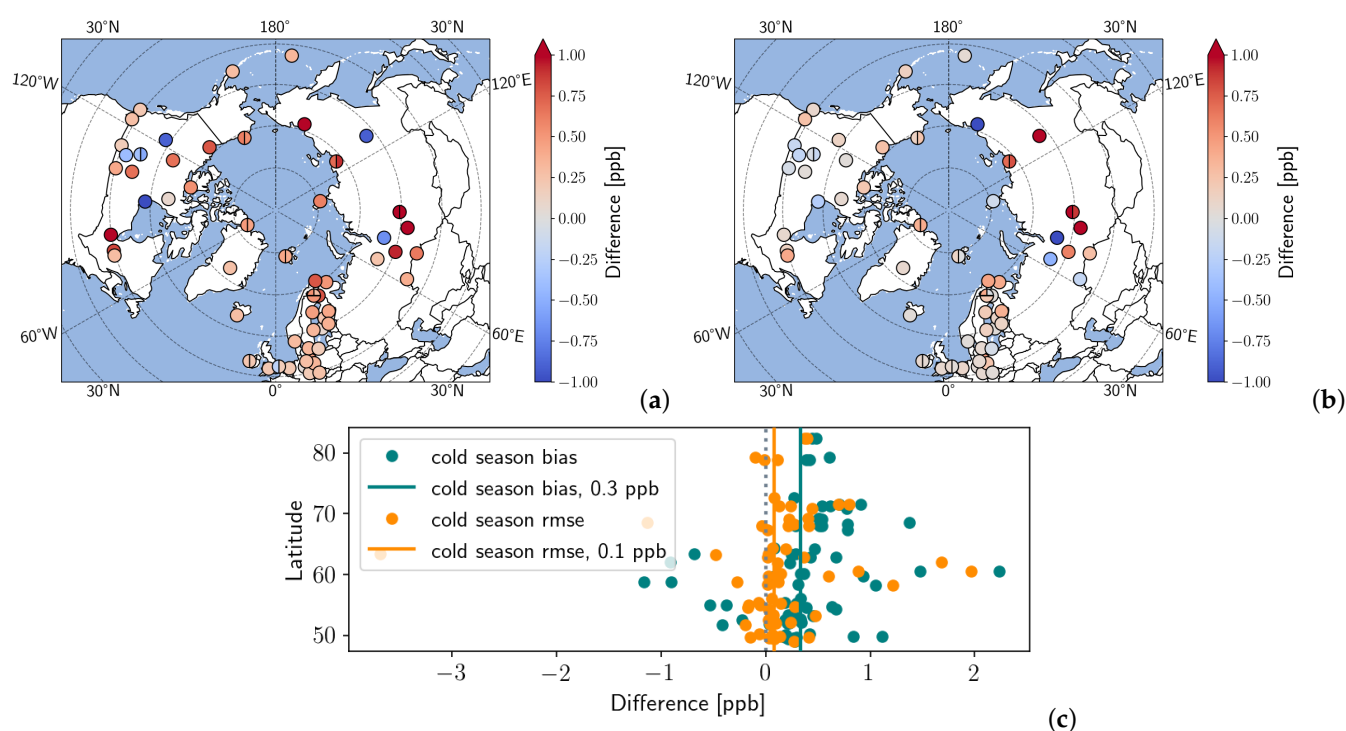 30°N 180° 30°N
120°W 120°E
60°W 60°E
30°N 0° 30°N
1.00
0.75
0.50
0.25
0.00
−0.25
−0.50
−0.75
−1.00
Difference [ppb]
(a)
30°N 180° 30°N
120°W 120°E
60°W 60°E
30°N 0° 30°N
1.00
0.75
0.50
0.25
0.00
−0.25
−0.50
−0.75
−1.00
Difference [ppb]
(b)
80
70
60
50
Latitude
cold season bias
cold season bias, 0.3 ppb
cold season rmse
cold season rmse, 0.1 ppb
−3 −2 −1 0 1 2
Difference [ppb]
(c)